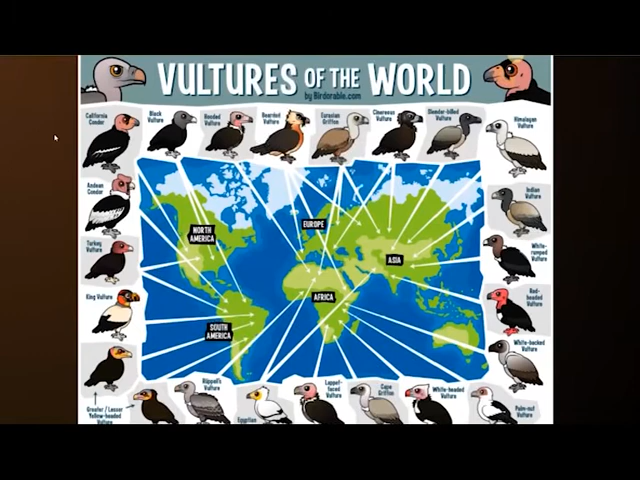 VULTURES OF THE WORLD
by Birdorable.com
California
Condor
Black
Vulture
Hooded
Vulture
Bearded
Vulture
Eurasian
Griffon
Cinereous
Vulture
Slender-billed
Vulture
Himalayan
Vulture
Andean
Condor
Indian
Vulture
NORTH
AMERICA
EUROPE
Turkey
Vulture
ASIA
White-
rumped
Vulture
King Vulture
AFRICA
Red-
headed
Vulture
SOUTH
AMERICA
White-backed
Vulture
Greater / Lesser
Yellow-headed
Vulture
Rüppell's
Vulture
Egyptian
Lappet-
faced
Vulture
Cape
Griffon
White-headed
Vulture
Palm-nut
Vulture